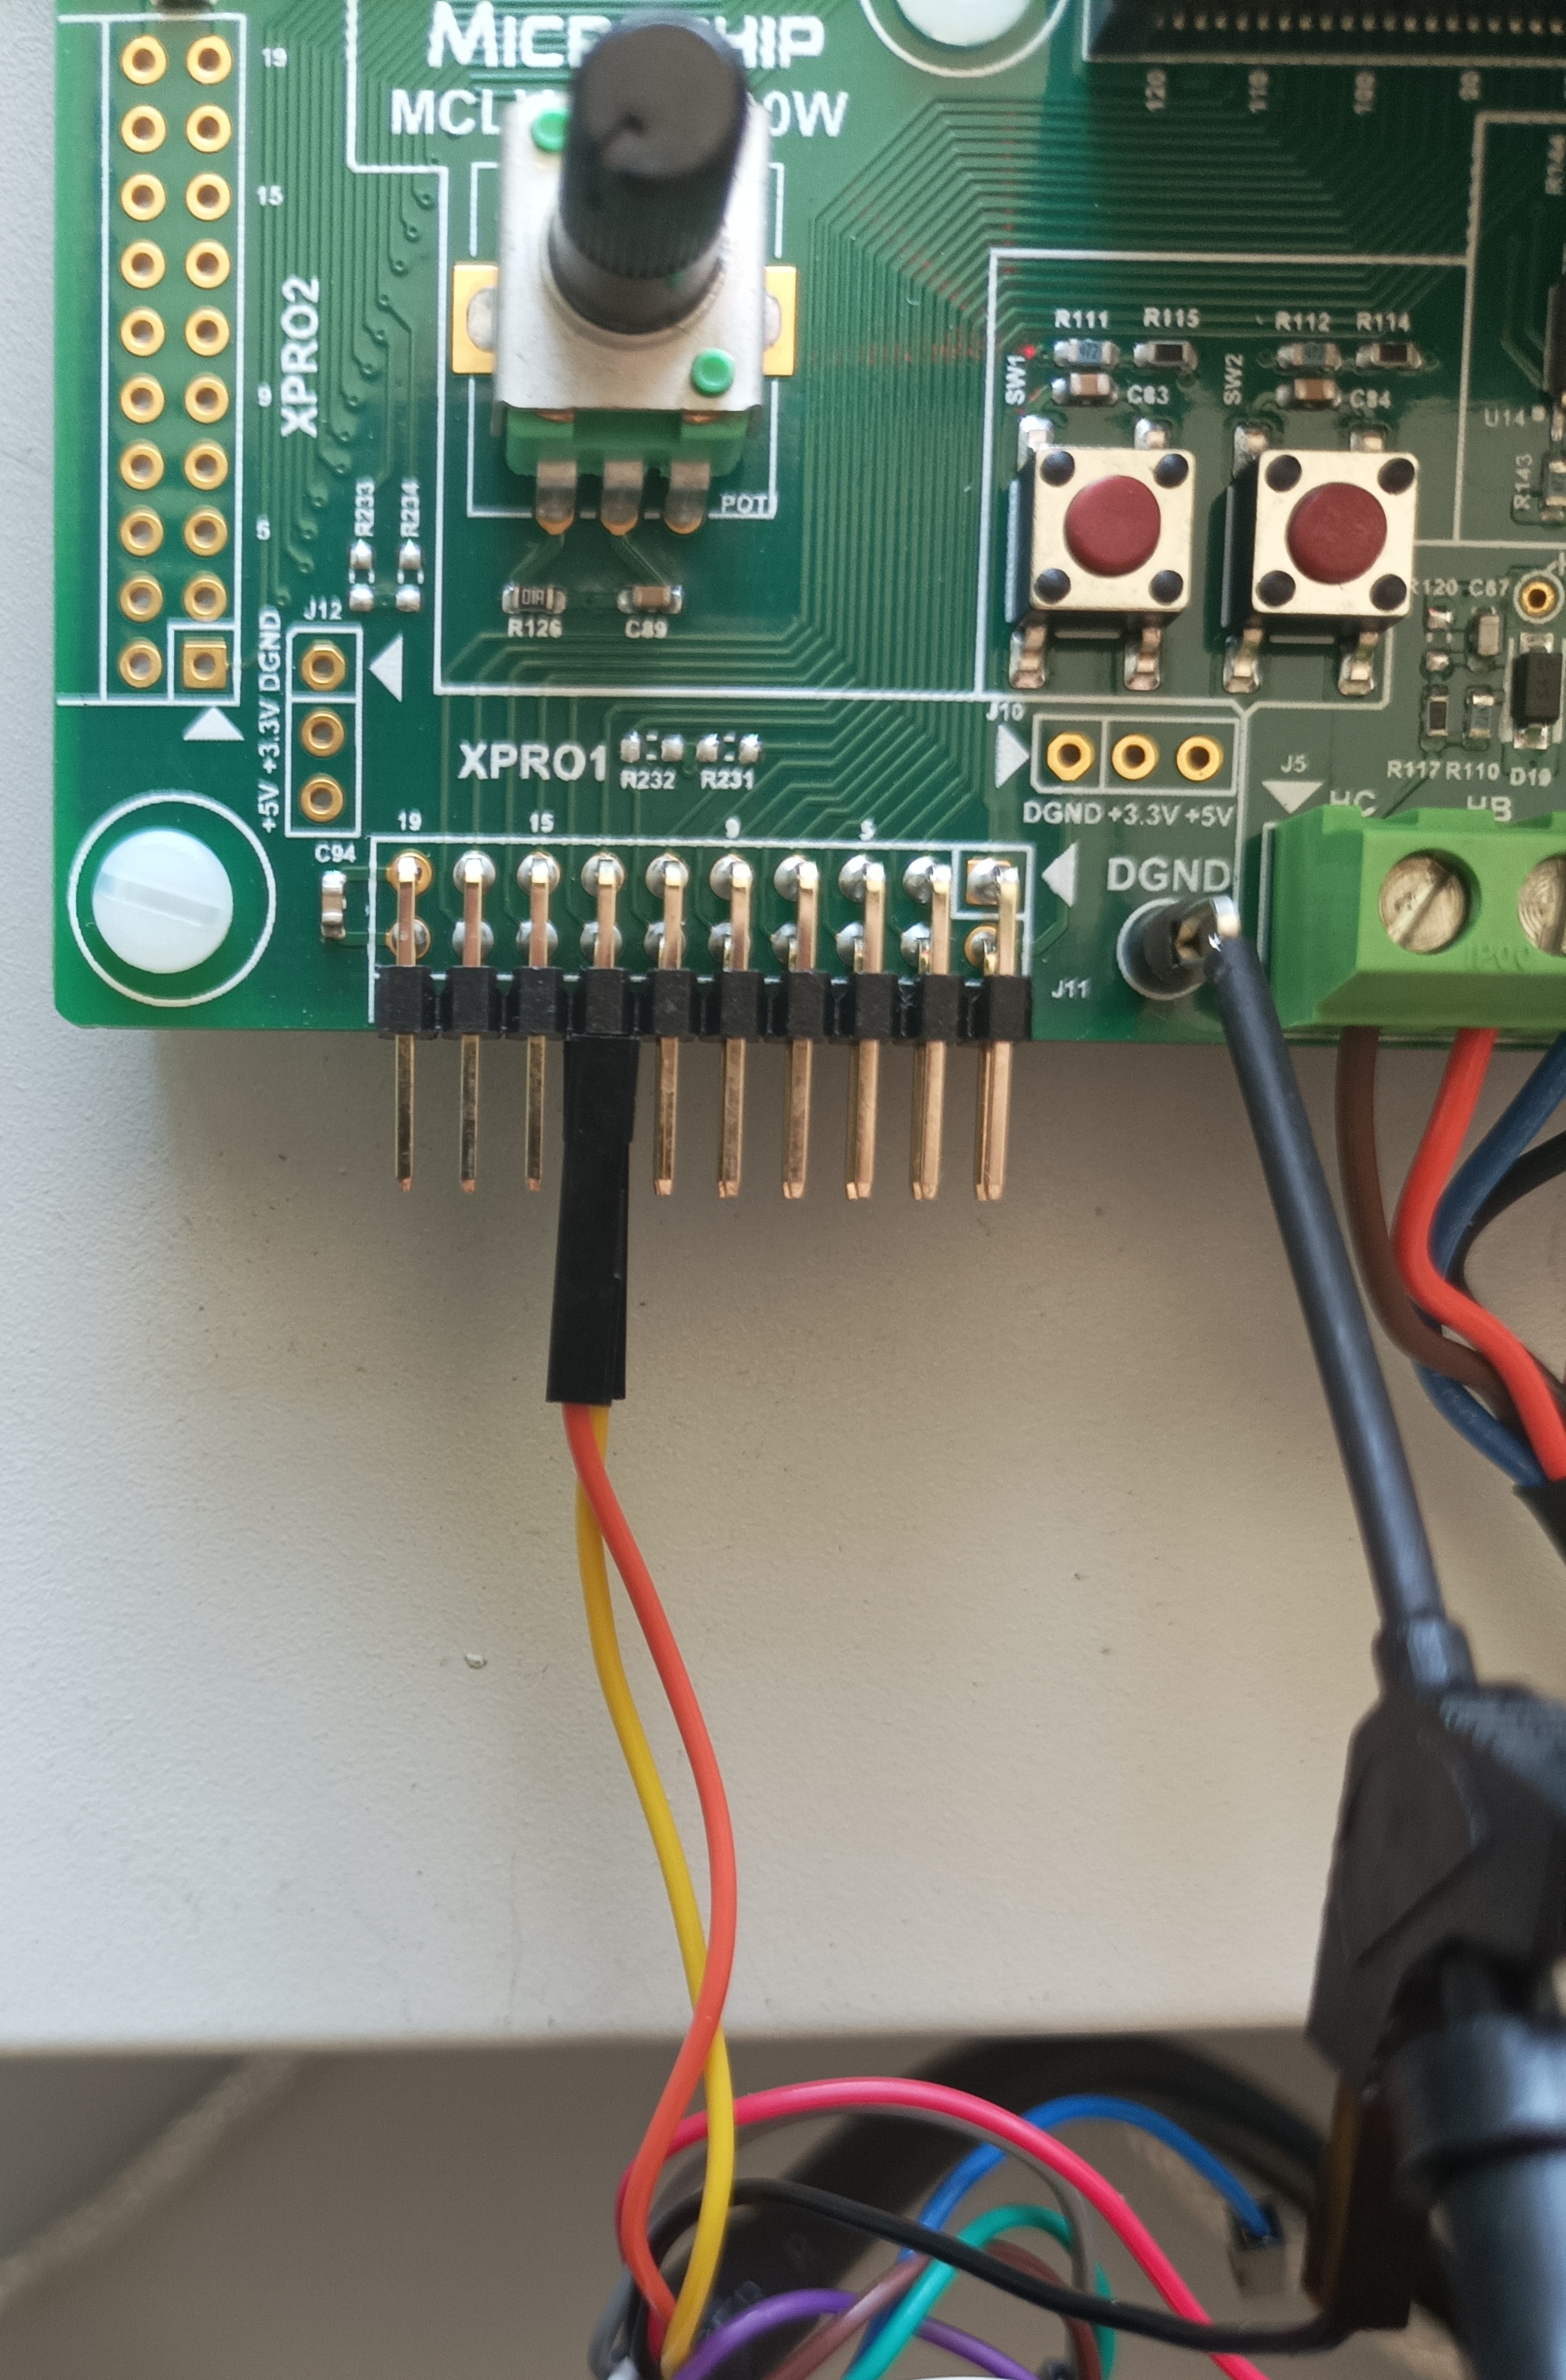 19
15
9
5
XPRO2
120
110
100
90
R111
R115
R112
R114
SW1
SW2
C83
C84
U14
R143
R233
R234
POT
R126
C89
J12
+5V +3.3V DGND
R120 C87
XPRO1
R232
R231
J10
DGND +3.3V +5V
J5
R117 R110 D19
HC
HB
19
15
9
5
C94
DGND
J11